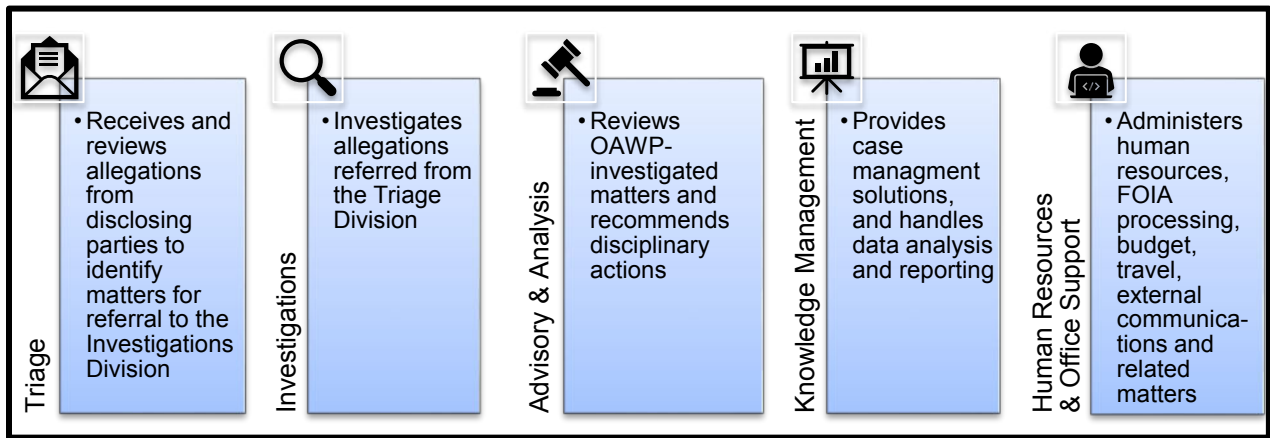 Triage
•Receives and
reviews
allegations
from
disclosing
parties to
identify
matters for
referral to the
Investigations
Division
Investigations
•Investigates
allegations
referred from
the Triage
Division
Advisory & Analysis
•Reviews
OAWP-
investigated
matters and
recommends
disciplinary
actions
Knowledge Management
•Provides
case
managment
solutions,
and handles
data analysis
and reporting
Human Resources
& Office Support
•Administers
human
resources,
FOIA
processing,
budget,
travel,
external
communica-
tions and
related
matters